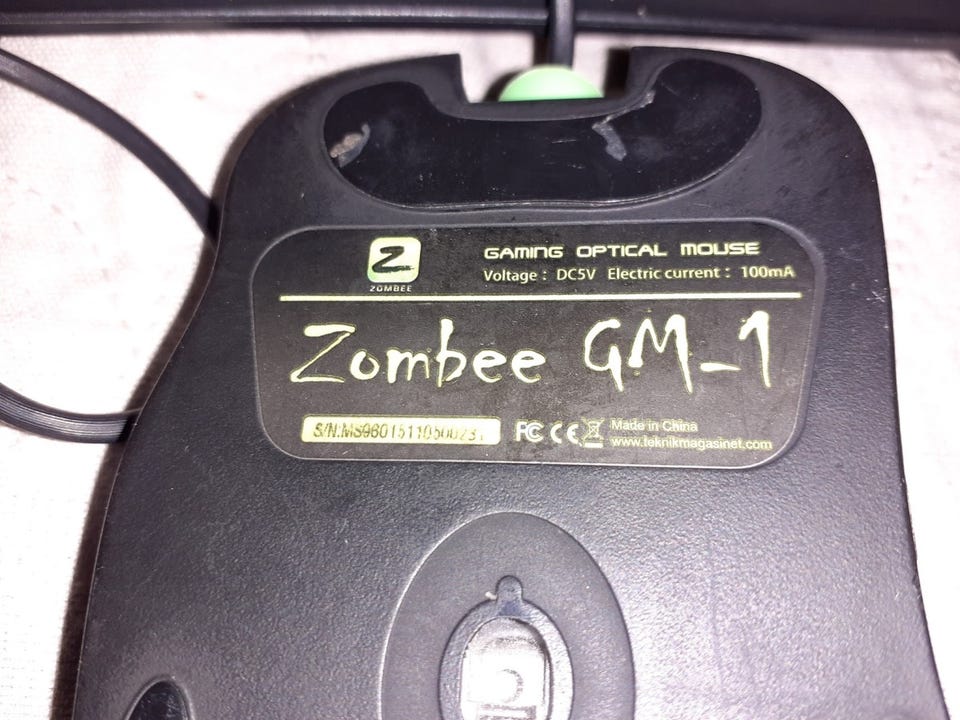 Z
ZOMBEE
GAMING OPTICAL MOUSE
Voltage : DC5V Electric current : 100mA
Zombee GM-1
FC CE
Made in China
www.teknikmagasinet.com